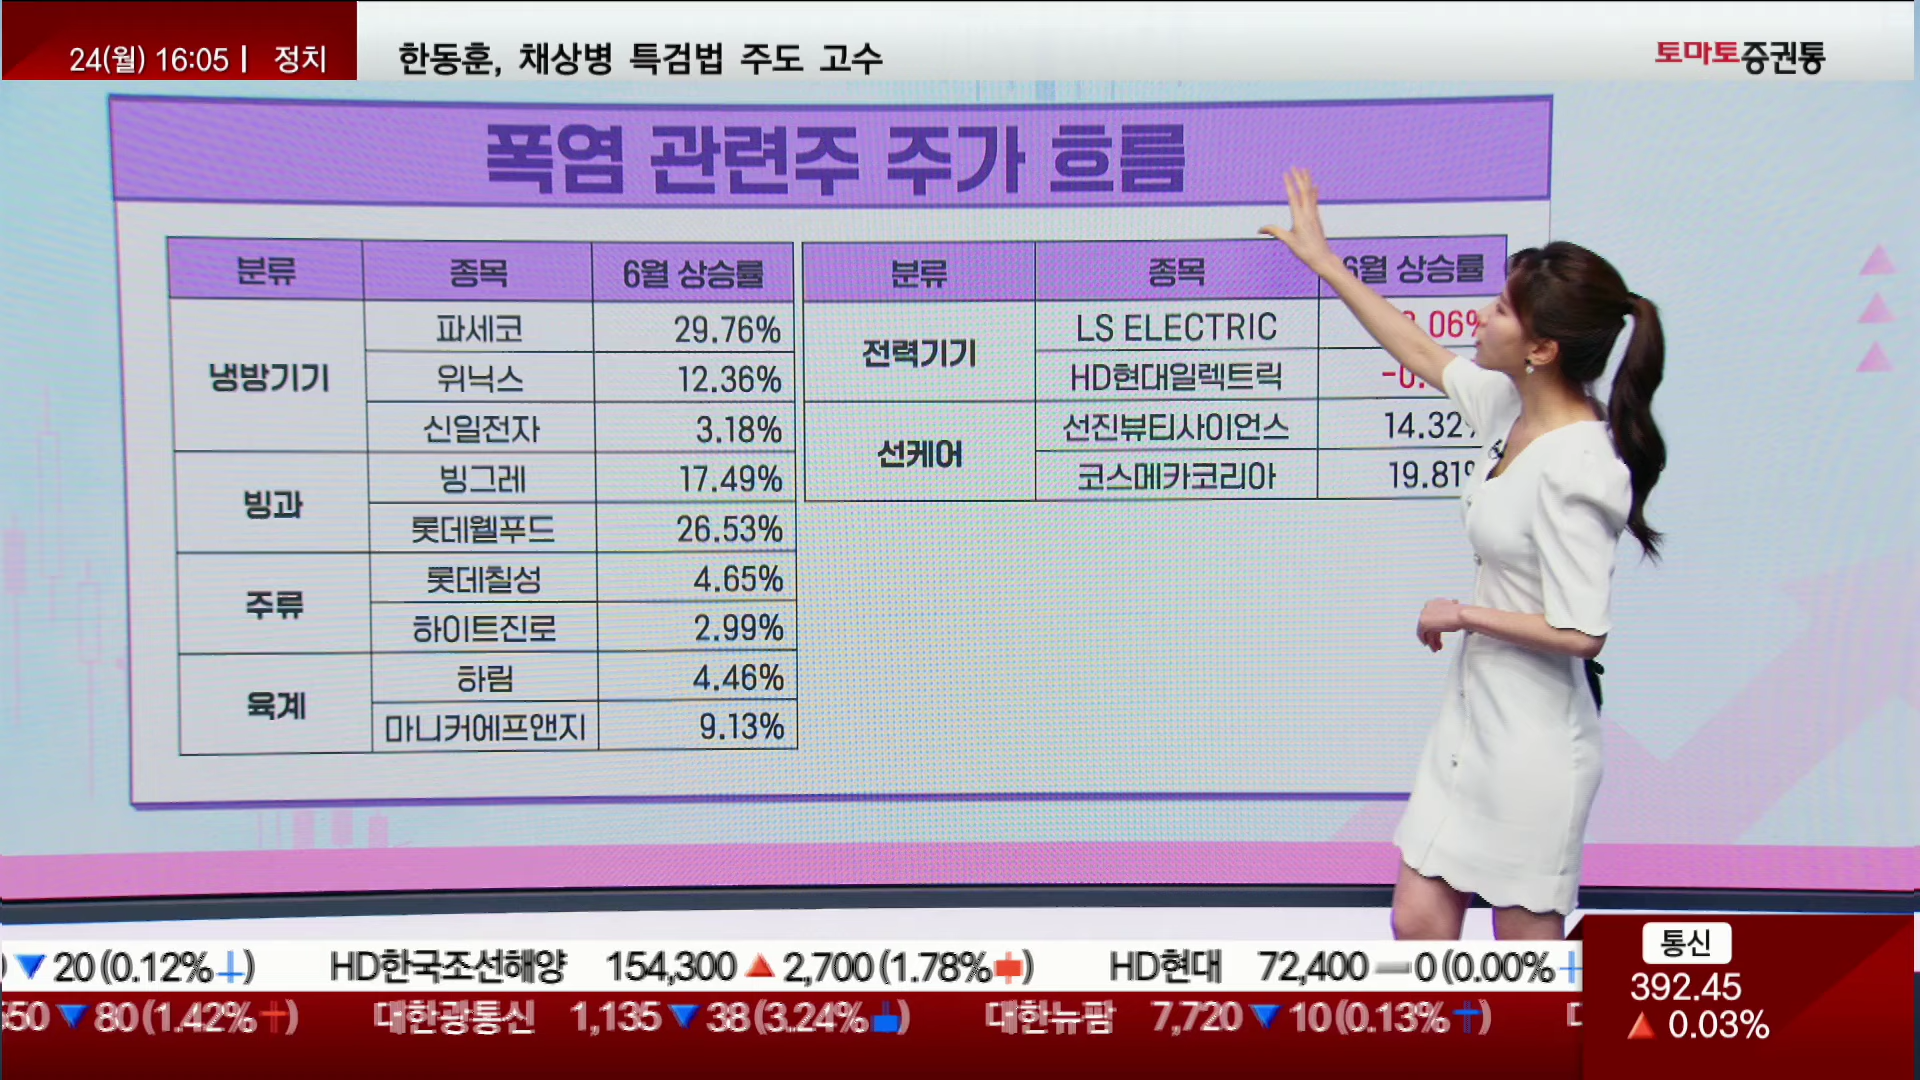 24(월) 16:05 | 정치
한동훈, 채상병 특검법 주도 고수
토마토증권통
폭염 관련주 주가 흐름
분류 종목 6월 상승률
냉방기기
파세코 29.76%
위닉스 12.36%
신일전자 3.18%
빙과
빙그레 17.49%
롯데웰푸드 26.53%
주류
롯데칠성 4.65%
하이트진로 2.99%
육계
하림 4.46%
마니커에프앤지 9.13%
분류 종목 6월 상승률
전력기기
LS ELECTRIC
HD현대일렉트릭
선케어
선진뷰티사이언스 14.32%
코스메카코리아 19.81%
▼20(0.12%) HD한국조선해양 154,300▲2,700(1.78%) HD현대 72,400 0(0.00%
▼80(1.42%) 대한광통신 1,135▼38(3.24%) 대한뉴팜 7,720▼10(0.13%)
통신
392.45
▲0.03%